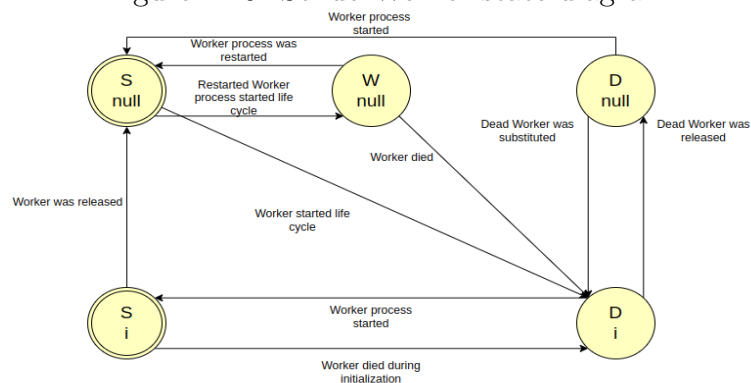 Worker process
started
Worker process was
restarted
S
null
W
null
D
null
Restarted Worker
process started life
cycle
Dead Worker was
substituted
Dead Worker was
released
Worker died
Worker was released
Worker started life
cycle
S
i
D
i
Worker process
started
Worker died during
initialization